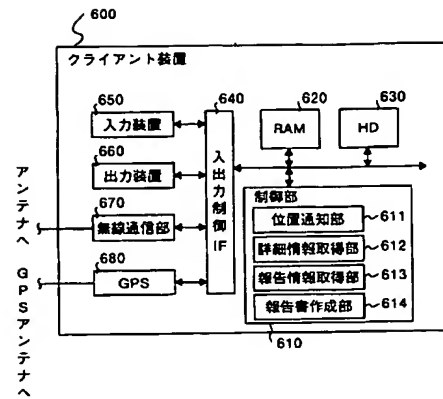 600
クライアント装置
650
入力装置
660
出力装置
670
無線通信部
680
GPS
640
入出力制御IF
620
RAM
630
HD
制御部
位置通知部
611
詳細情報取得部
612
報告情報取得部
613
報告書作成部
614
610
アンテナへ
GPSアンテナへ